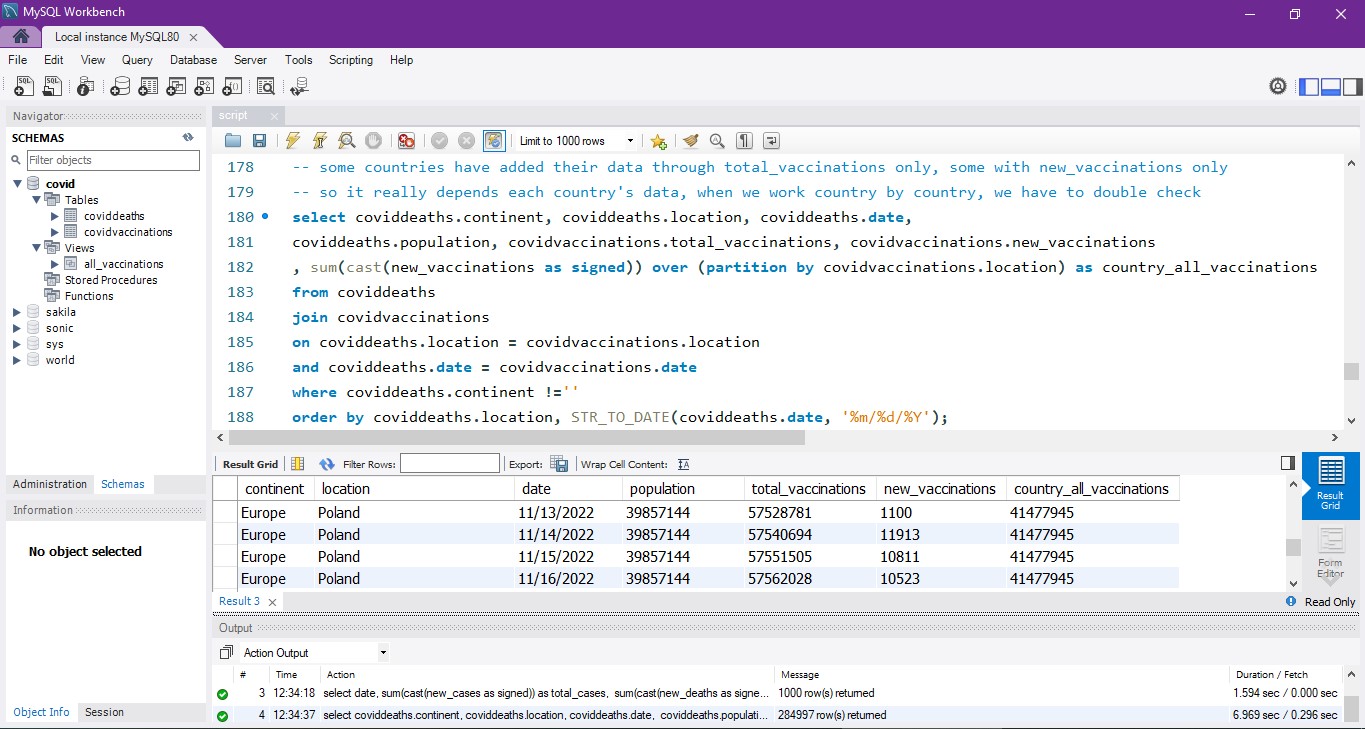 MySQL Workbench
Local instance MySQL80
File Edit View Query Database Server Tools Scripting Help
Navigator
SCHEMAS
Filter objects
covid
Tables
coviddeaths
covidvaccinations
Views
all_vaccinations
Stored Procedures
Functions
sakila
sonic
sys
world
Administration Schemas
Information
No object selected
Object Info Session
script
Limit to 1000 rows
178 -- some countries have added their data through total_vaccinations only, some with new_vaccinations only
179 -- so it really depends each country's data, when we work country by country, we have to double check
180 select coviddeaths.continent, coviddeaths.location, coviddeaths.date,
181 coviddeaths.population, covidvaccinations.total_vaccinations, covidvaccinations.new_vaccinations
182 , sum(cast(new_vaccinations as signed)) over (partition by covidvaccinations.location) as country_all_vaccinations
183 from coviddeaths
184 join covidvaccinations
185 on coviddeaths.location = covidvaccinations.location
186 and coviddeaths.date = covidvaccinations.date
187 where coviddeaths.continent !=''
188 order by coviddeaths.location, STR_TO_DATE(coviddeaths.date, '%m/%d/%Y');
Result Grid Filter Rows: Export: Wrap Cell Content:
continent location date population total_vaccinations new_vaccinations country_all_vaccinations
Europe Poland 11/13/2022 39857144 57528781 1100 41477945
Europe Poland 11/14/2022 39857144 57540694 11913 41477945
Europe Poland 11/15/2022 39857144 57551505 10811 41477945
Europe Poland 11/16/2022 39857144 57562028 10523 41477945
Result Grid
Form Editor
Result 3
Read Only
Output
Action Output
# Time Action Message Duration / Fetch
3 12:34:18 select date, sum(cast(new_cases as signed)) as total_cases, sum(cast(new_deaths as signe... 1000 row(s) returned 1.594 sec / 0.000 sec
4 12:34:37 select coviddeaths.continent, coviddeaths.location, coviddeaths.date, coviddeaths.populati... 284997 row(s) returned 6.969 sec / 0.296 sec